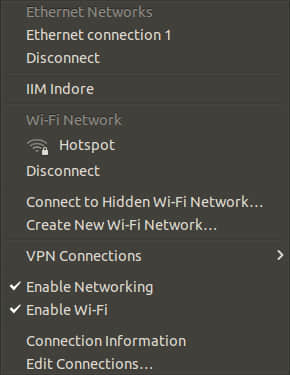 Ethernet Networks
Ethernet connection 1
Disconnect
IIM Indore
Wi-Fi Network
Hotspot
Disconnect
Connect to Hidden Wi-Fi Network…
Create New Wi-Fi Network…
VPN Connections
Enable Networking
Enable Wi-Fi
Connection Information
Edit Connections…